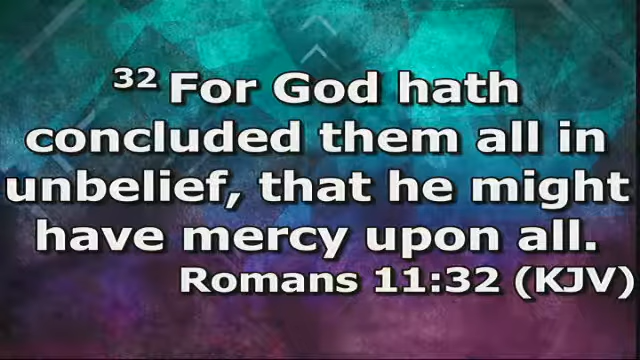 32 For God hath
concluded them all in
unbelief, that he might
have mercy upon all.
Romans 11:32 (KJV)